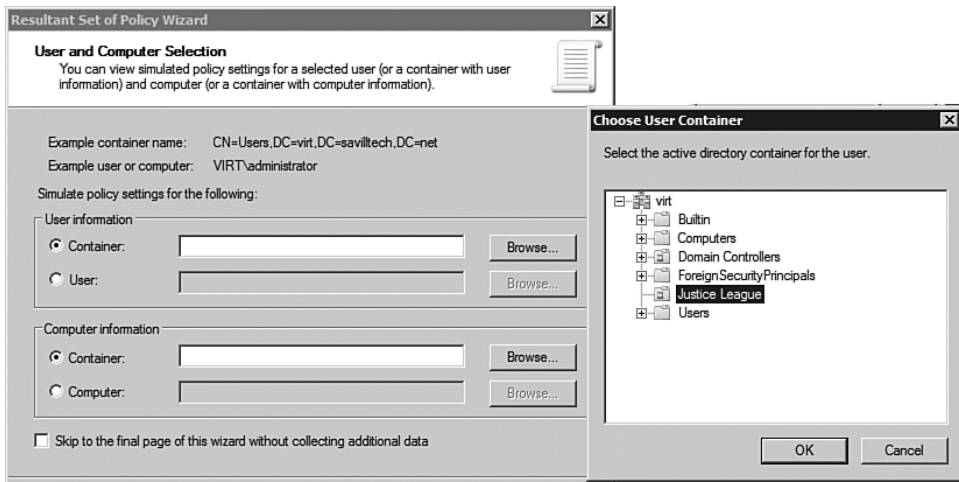 Resultant Set of Policy Wizard
User and Computer Selection
You can view simulated policy settings for a selected user (or a container with user
information) and computer (or a container with computer information).
Example container name: CN=Users,DC=virt,DC=savilltech,DC=net
Example user or computer: VIRT\administrator
Simulate policy settings for the following:
User information
Container: Browse...
User: Browse...
Computer information
Container: Browse...
Computer: Browse...
Skip to the final page of this wizard without collecting additional data
Choose User Container
Select the active directory container for the user.
virt
Builtin
Computers
Domain Controllers
ForeignSecurityPrincipals
Justice League
Users
OK Cancel